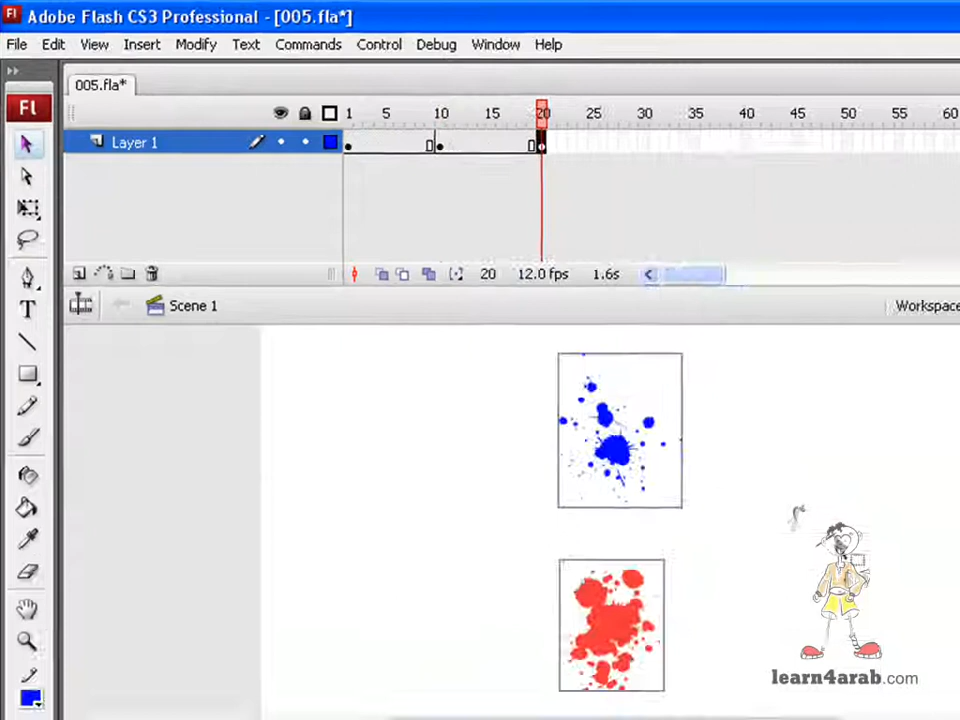 Fl Adobe Flash CS3 Professional - [005.fla*]
File Edit View Insert Modify Text Commands Control Debug Window Help
005.fla*
Fl
1 5 10 15 20 25 30 35 40 45 50 55 60
Layer 1
20 12.0 fps 1.6s
Scene 1
Workspace
T
learn4arab.com